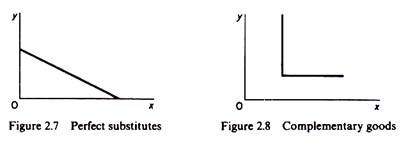 y
O
x
Figure 2.7 Perfect substitutes
y
O
x
Figure 2.8 Complementary goods